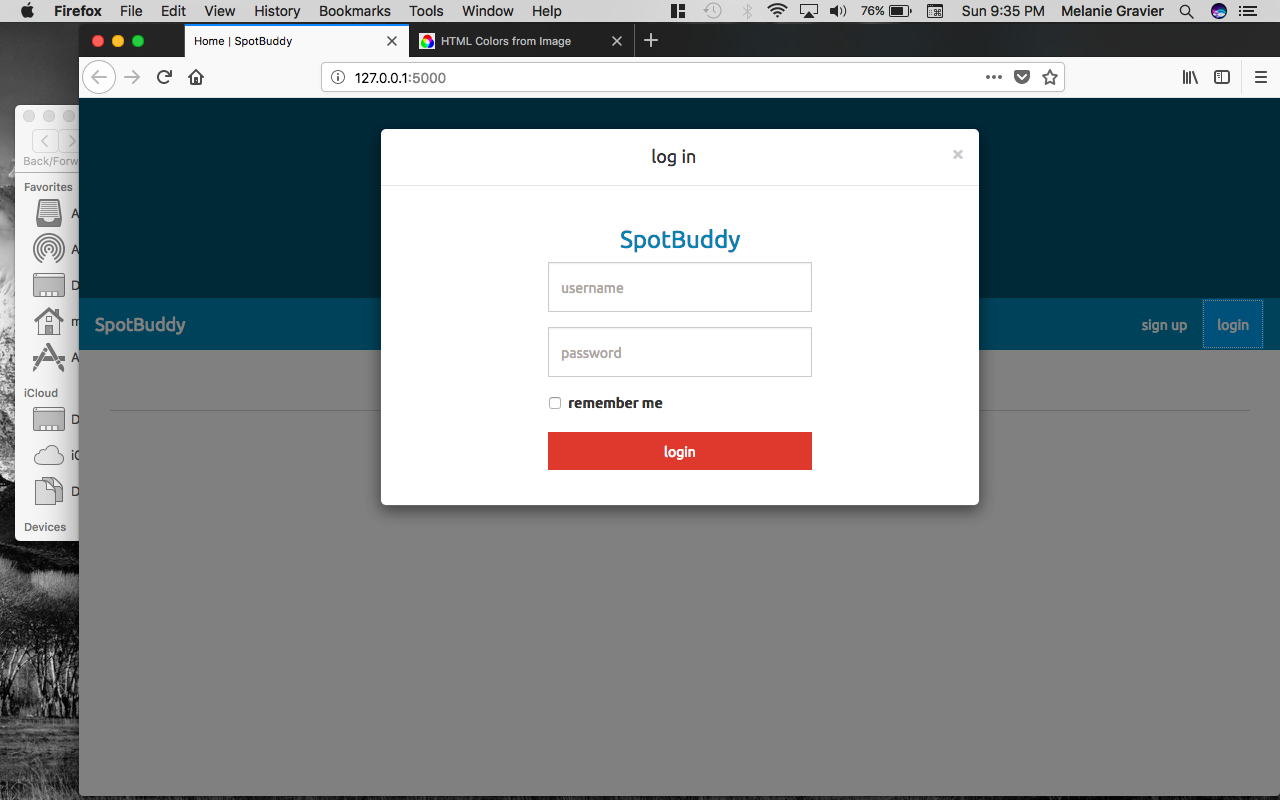 Firefox File Edit View History Bookmarks Tools Window Help 76% Sun 9:35 PM Melanie Gravier
Home | SpotBuddy HTML Colors from Image
127.0.0.1:5000
Back/Forw
Favorites
A
A
D
m
A
iCloud
D
iC
D
Devices
log in ×
SpotBuddy
username
password
remember me
login
SpotBuddy sign up login